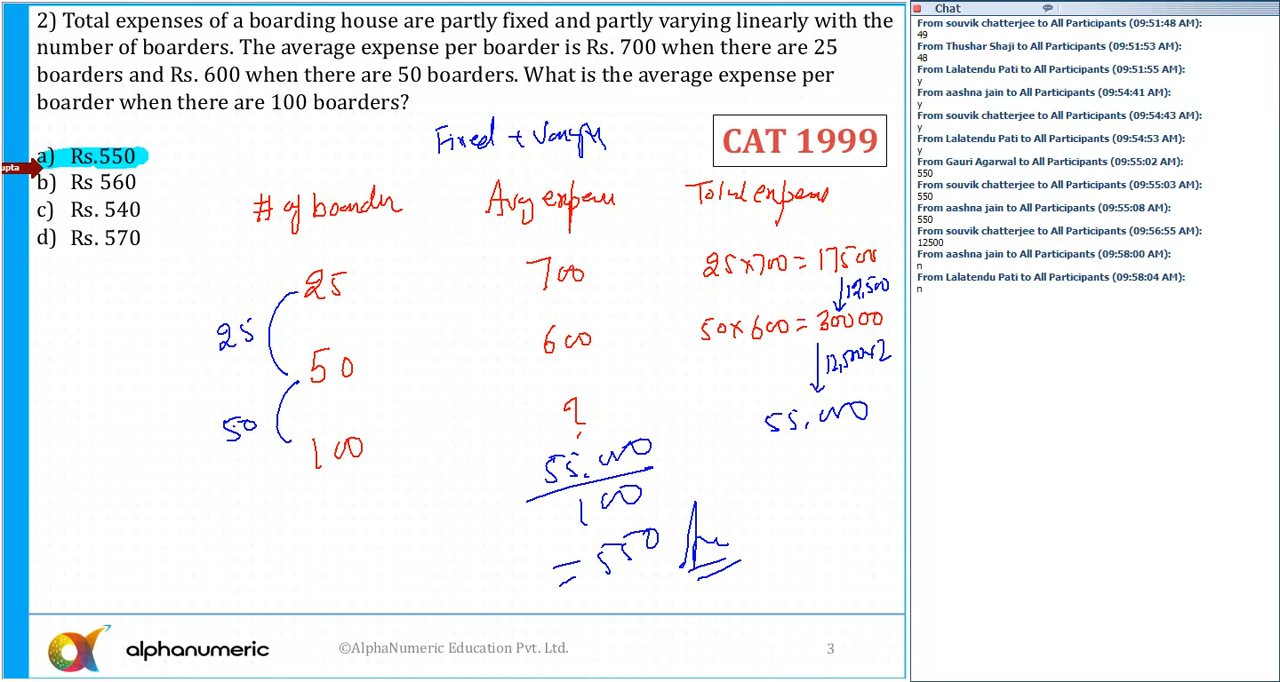 2) Total expenses of a boarding house are partly fixed and partly varying linearly with the
number of boarders. The average expense per boarder is Rs. 700 when there are 25
boarders and Rs. 600 when there are 50 boarders. What is the average expense per
boarder when there are 100 boarders?
Fixed +
CAT 1999
a) Rs.550
upta
b) Rs 560
c) Rs. 540
d) Rs. 570
# of boarder
Avg expense
Total expense
25
700
25×700 = 17500
12,500
25
50
600
50×600 = 30000
12,500×2
50
100
?
55,000
55,000
100
= 550
alphanumeric
©AlphaNumeric Education Pvt. Ltd.
3
Chat
From souvik chatterjee to All Participants (09:51:48 AM):
49
From Thushar Shaji to All Participants (09:51:53 AM):
48
From Lalatendu Pati to All Participants (09:51:55 AM):
y
From aashna jain to All Participants (09:54:41 AM):
y
From souvik chatterjee to All Participants (09:54:43 AM):
y
From Lalatendu Pati to All Participants (09:54:53 AM):
y
From Gauri Agarwal to All Participants (09:55:02 AM):
550
From souvik chatterjee to All Participants (09:55:03 AM):
550
From aashna jain to All Participants (09:55:08 AM):
550
From souvik chatterjee to All Participants (09:56:55 AM):
12500
From aashna jain to All Participants (09:58:00 AM):
n
From Lalatendu Pati to All Participants (09:58:04 AM):
n